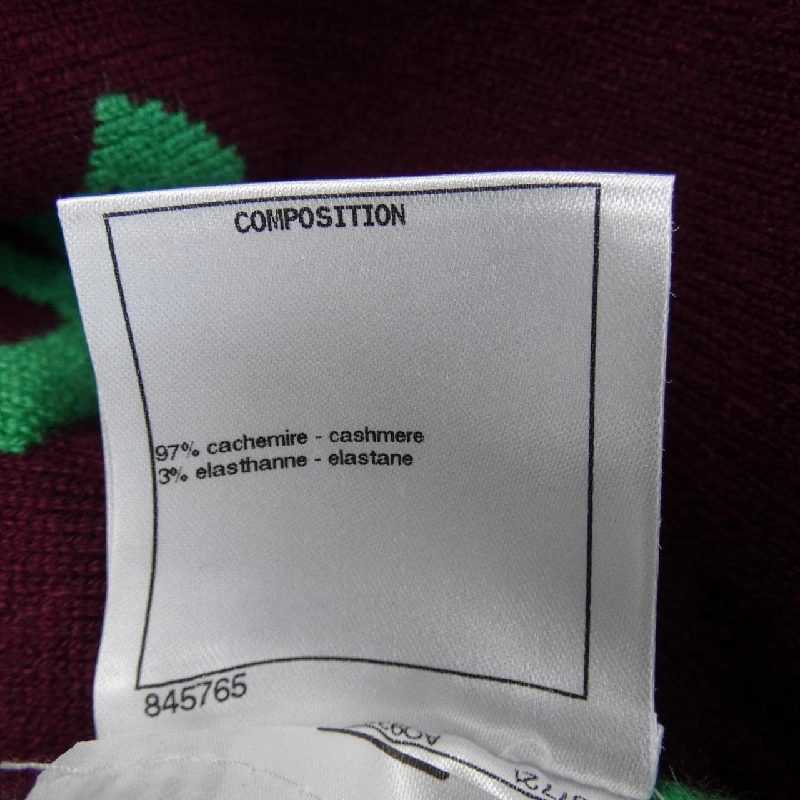 COMPOSITION
97% cachemire - cashmere
3% elasthanne - elastane
845765